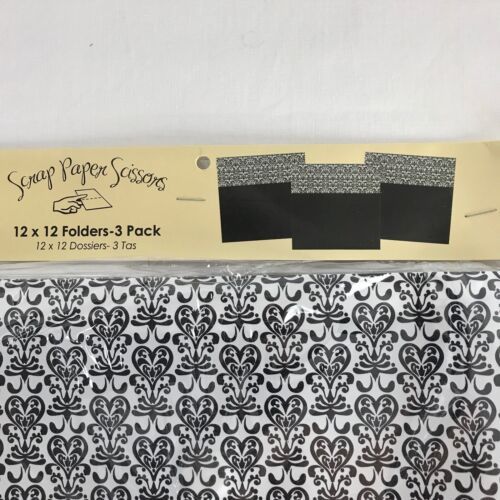 Scrap Paper Scissors
12 x 12 Folders-3 Pack
12 x 12 Dossiers- 3 Tas